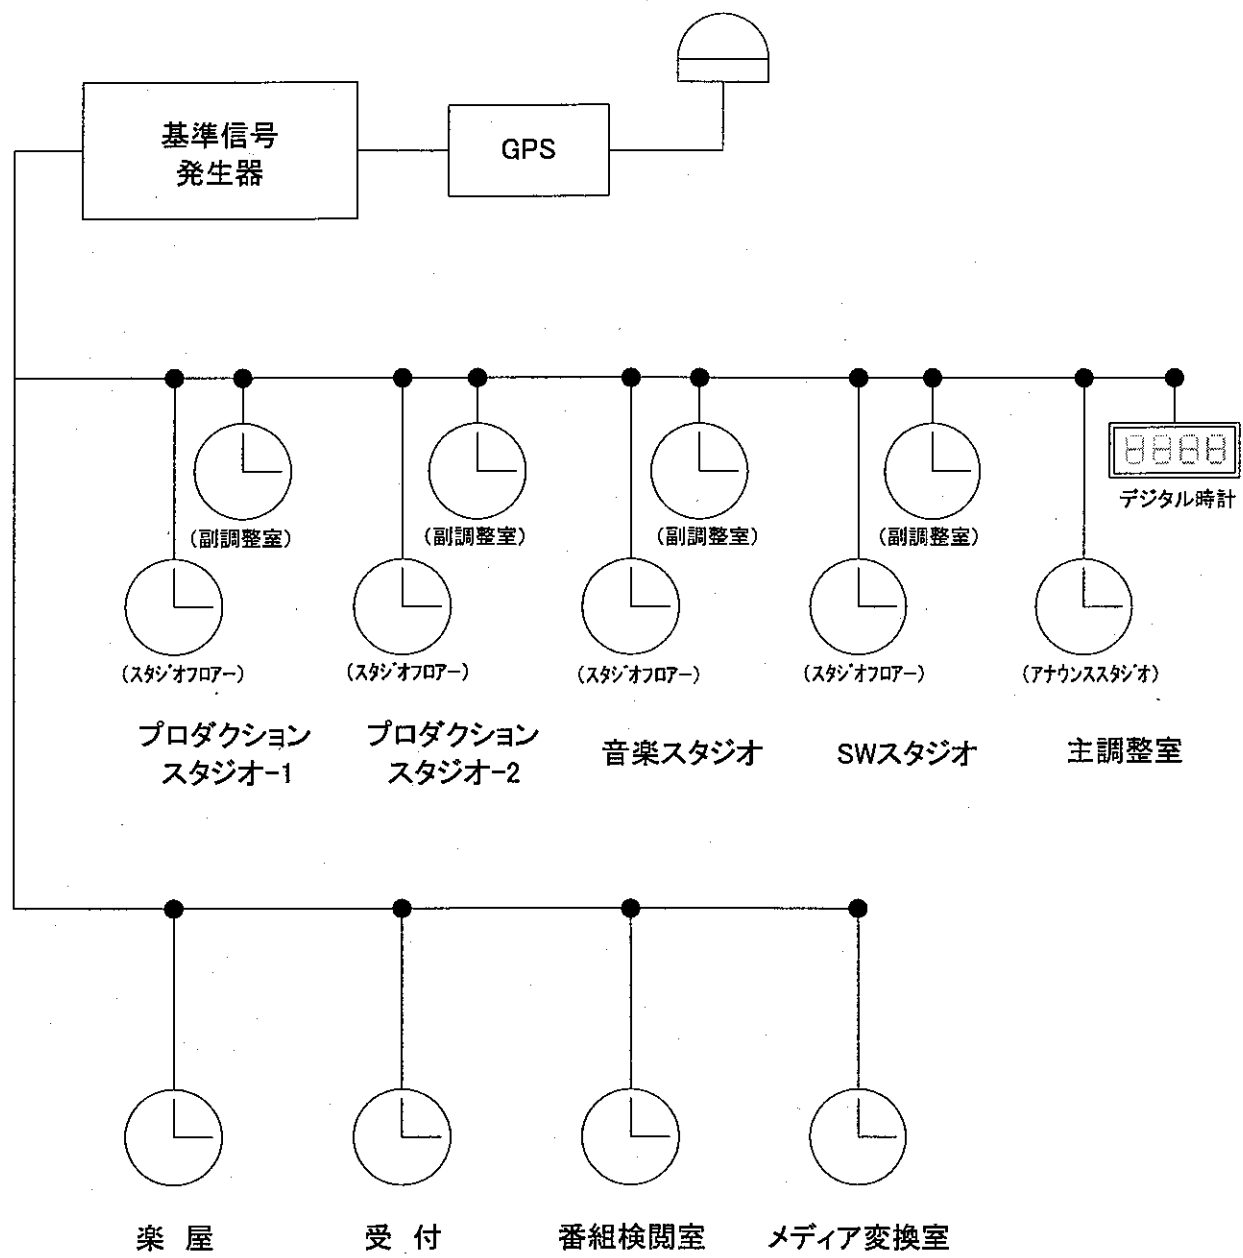 基準信号
発生器
GPS
8888
デジタル時計
(副調整室)
(副調整室)
(副調整室)
(副調整室)
(スタジオフロアー)
(スタジオフロアー)
(スタジオフロアー)
(スタジオフロアー)
(アナウンススタジオ)
プロダクション
スタジオ-1
プロダクション
スタジオ-2
音楽スタジオ
SWスタジオ
主調整室
楽 屋
受 付
番組検閲室
メディア変換室